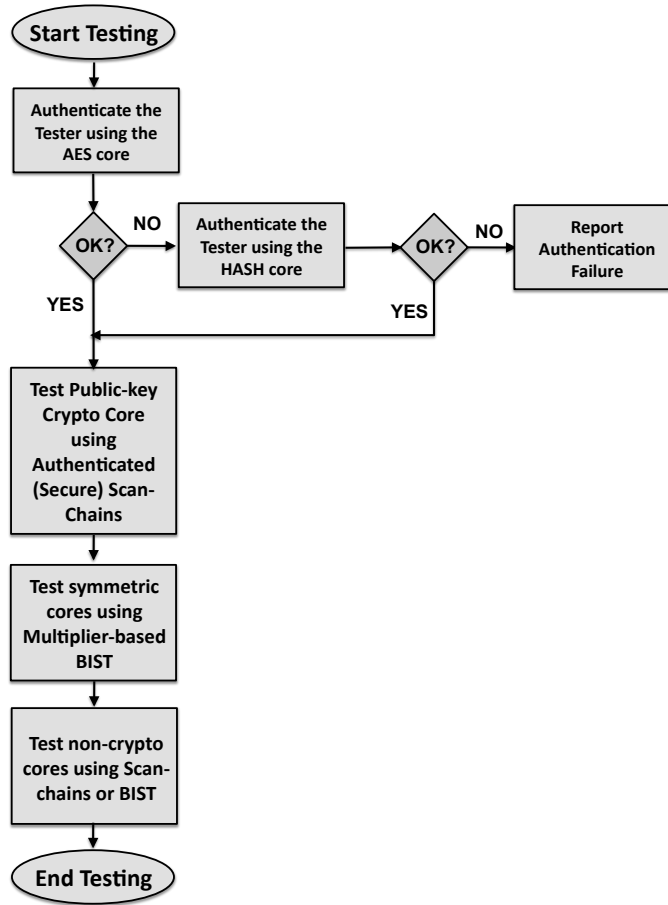 Start Testing
Authenticate the
Tester using the
AES core
OK?
NO
Authenticate the
Tester using the
HASH core
OK?
NO
Report
Authentication
Failure
YES
YES
Test Public-key
Crypto Core
using
Authenticated
(Secure) Scan-
Chains
Test symmetric
cores using
Multiplier-based
BIST
Test non-crypto
cores using Scan-
chains or BIST
End Testing